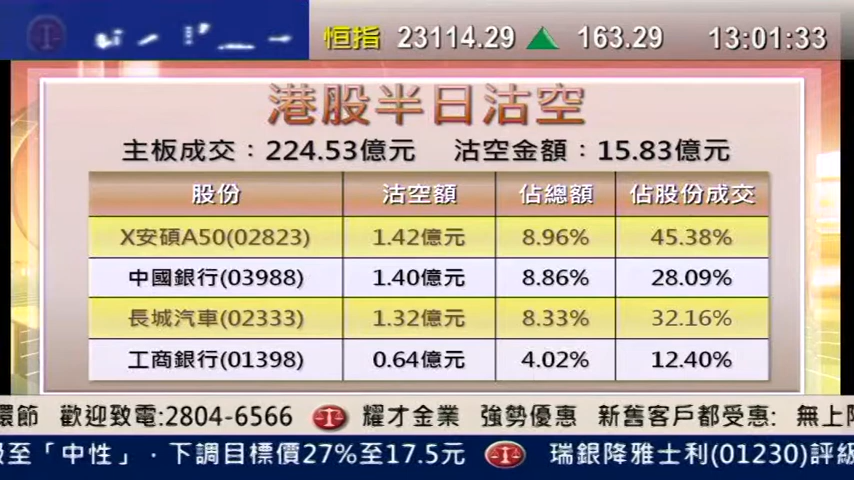 恒指 23114.29 163.29 13:01:33
港股半日沽空
主板成交：224.53億元 沽空金額：15.83億元
股份 沽空額 佔總額 佔股份成交
X安碩A50(02823) 1.42億元 8.96% 45.38%
中國銀行(03988) 1.40億元 8.86% 28.09%
長城汽車(02333) 1.32億元 8.33% 32.16%
工商銀行(01398) 0.64億元 4.02% 12.40%
環節 歡迎致電:2804-6566 耀才金業 強勢優惠 新舊客戶都受惠: 無上限
級至「中性」，下調目標價27%至17.5元 瑞銀降雅士利(01230)評級